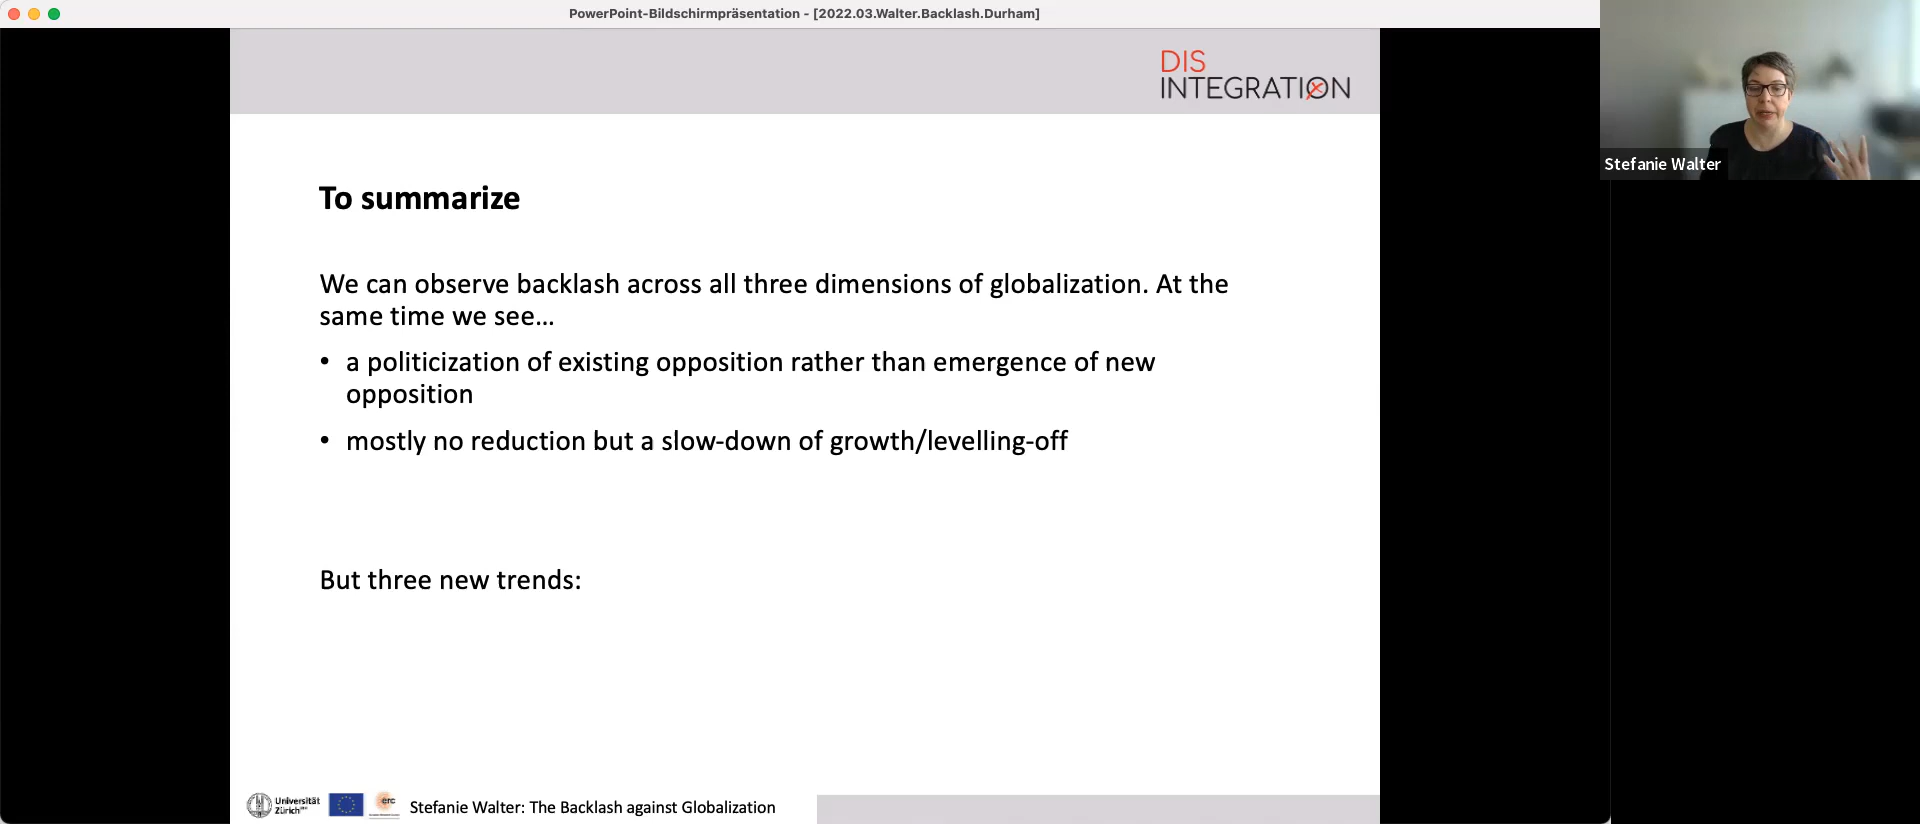 PowerPoint-Bildschirmpräsentation - [2022.03.Walter.Backlash.Durham]
DIS
INTEGRATION
Stefanie Walter
To summarize
We can observe backlash across all three dimensions of globalization. At the
same time we see...
• a politicization of existing opposition rather than emergence of new
opposition
• mostly no reduction but a slow-down of growth/levelling-off
But three new trends:
Universität
Zürich
erc
Stefanie Walter: The Backlash against Globalization